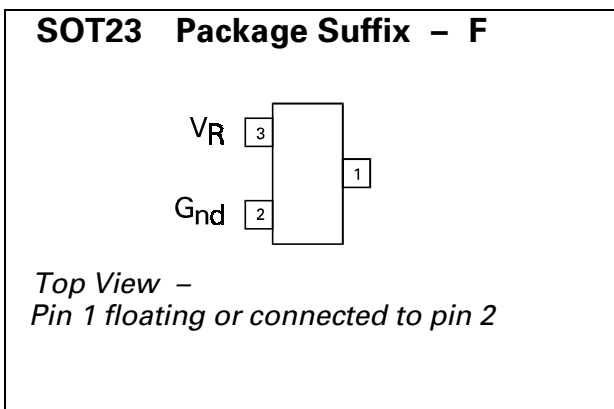 SOT23 Package Suffix – F
VR 3
1
Gnd 2
Top View –
Pin 1 floating or connected to pin 2